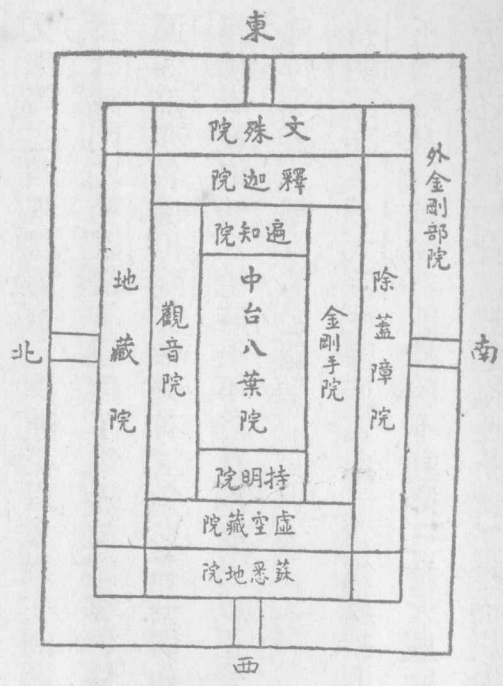 東
文殊院
釋迦院
遍知院
外金剛部院
除蓋障院
金剛手院
中台八葉院
觀音院
地藏院
南
北
持明院
虛空藏院
蘇悉地院
西